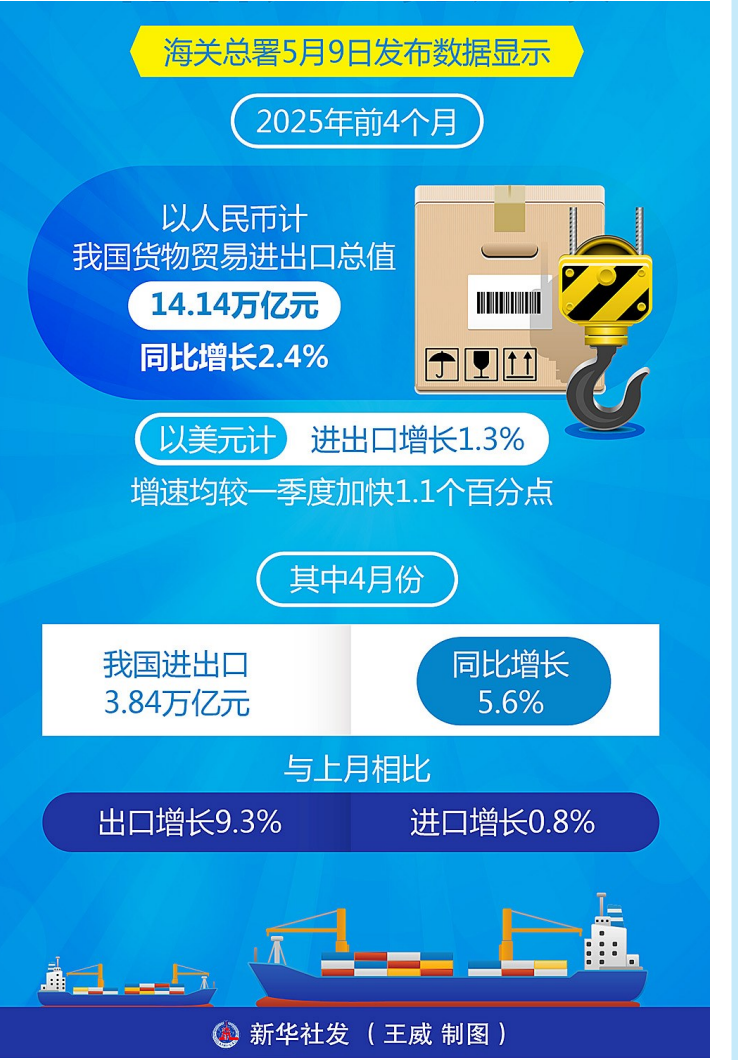 海关总署5月9日发布数据显示
2025年前4个月
以人民币计
我国货物贸易进出口总值
14.14万亿元
同比增长2.4%
以美元计 进出口增长1.3%
增速均较一季度加快1.1个百分点
其中4月份
我国进出口
3.84万亿元
同比增长
5.6%
与上月相比
出口增长9.3% 进口增长0.8%
新华社发（王威 制图）